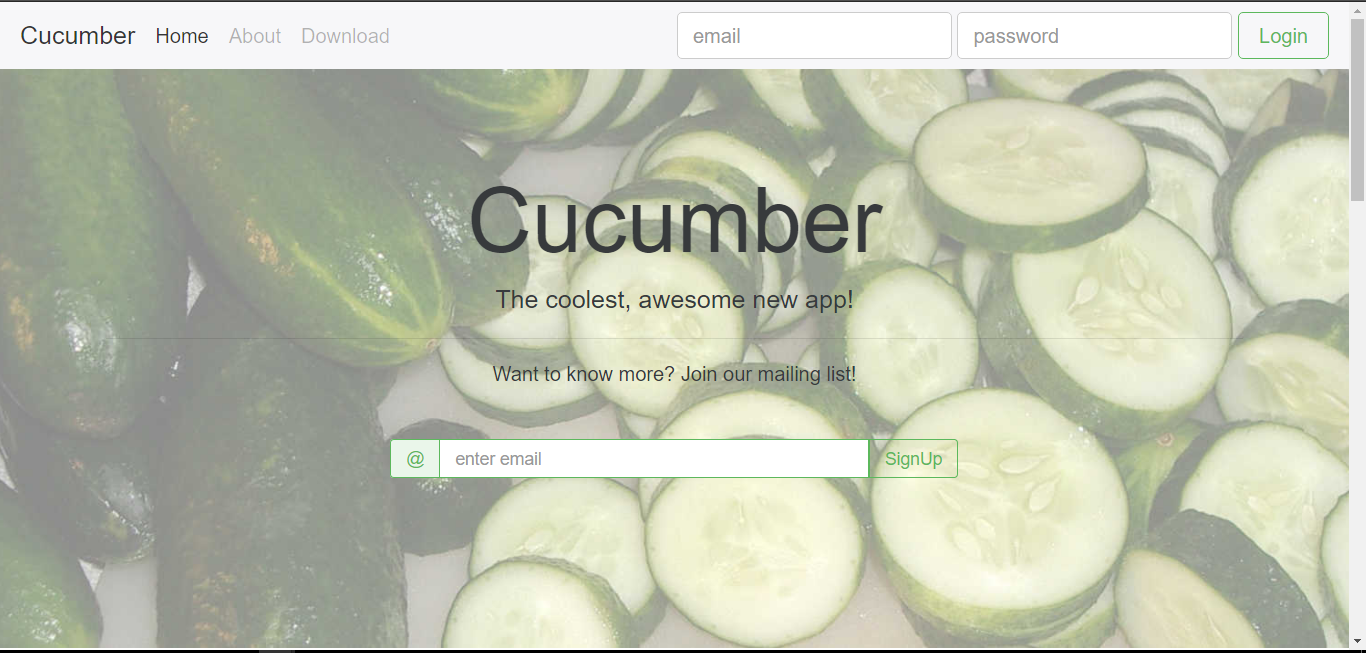 Cucumber Home About Download email password Login
Cucumber
The coolest, awesome new app!
Want to know more? Join our mailing list!
@ enter email SignUp